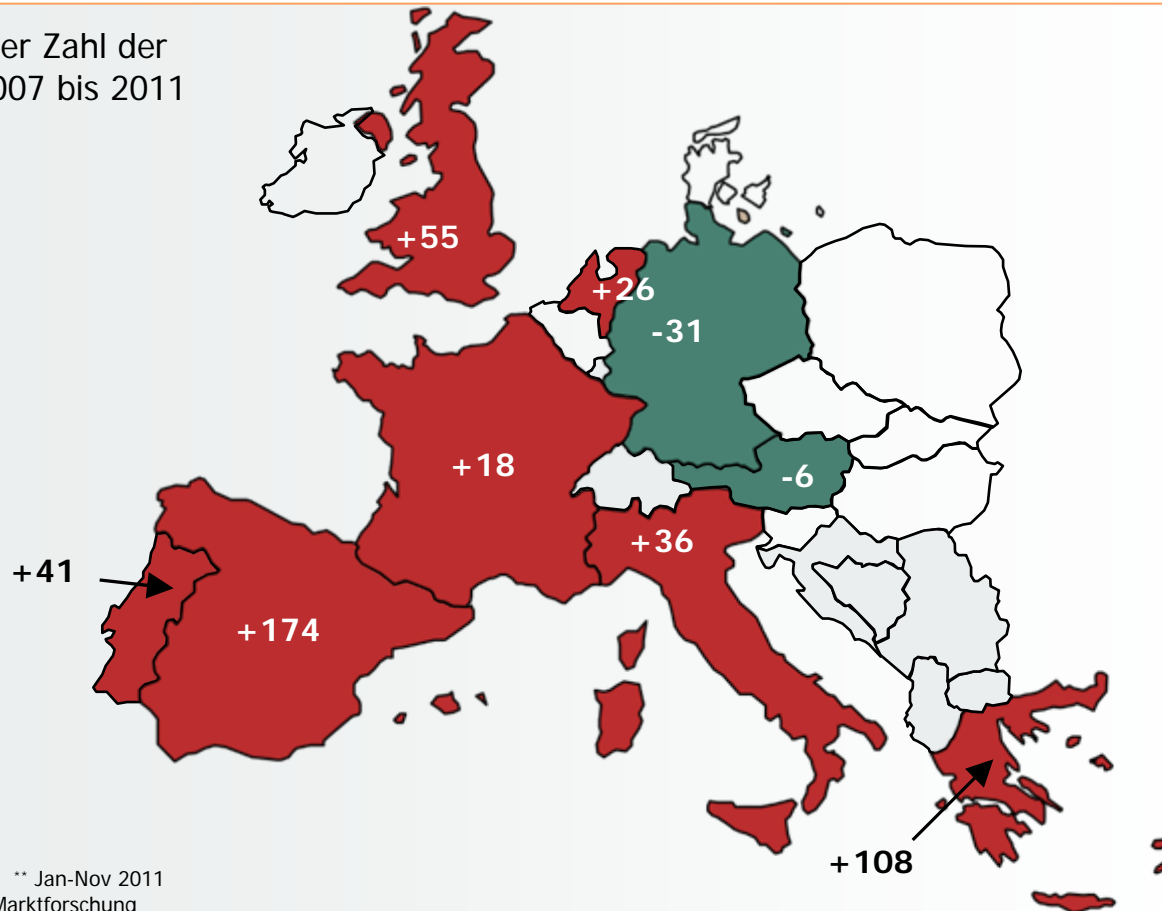 er Zahl der
007 bis 2011
+55
+26
-31
+18
-6
+36
+41
+174
+108
** Jan-Nov 2011
Marktforschung